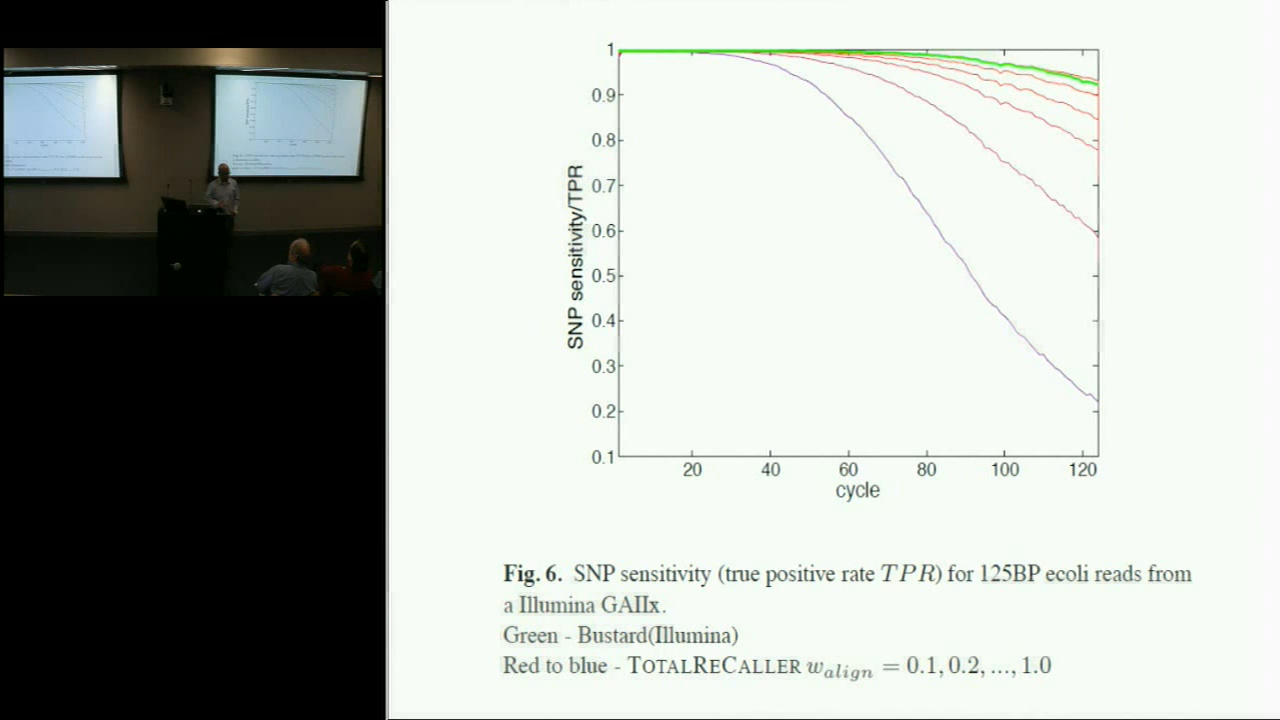 1
0.9
0.8
0.7
0.6
0.5
0.4
0.3
0.2
0.1
SNP sensitivity/TPR
20 40 60 80 100 120
cycle
Fig. 6. SNP sensitivity (true positive rate TPR) for 125BP ecoli reads from
a Illumina GAIIx.
Green - Bustard(Illumina)
Red to blue - TOTALRECALLER walign = 0.1, 0.2, ..., 1.0